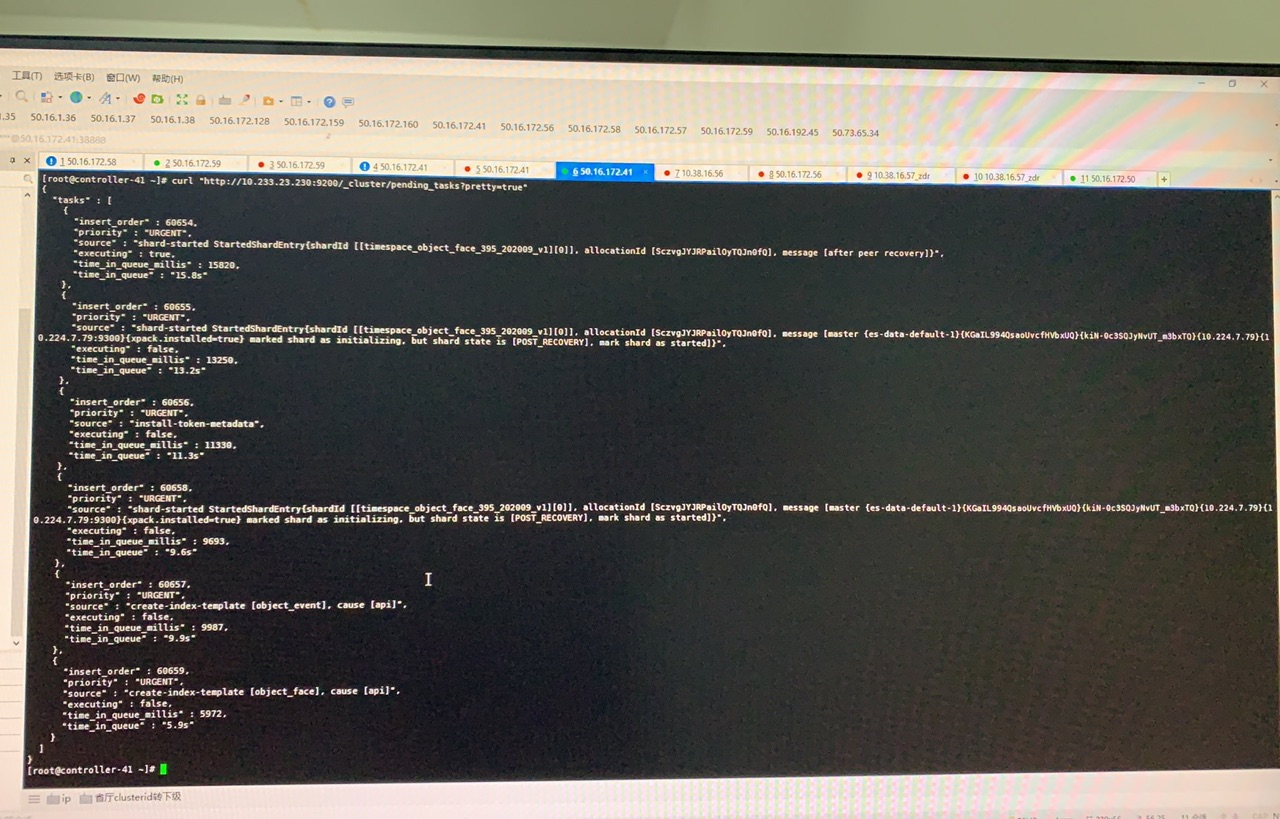 工具(T) 选项卡(B) 窗口(W) 帮助(H)
.35 50.16.1.36 50.16.1.37 50.16.1.38 50.16.172.128 50.16.172.159 50.16.172.160 50.16.172.41 50.16.172.56 50.16.172.58 50.16.172.57 50.16.172.59 50.16.192.45 50.73.65.34
@50.16.172.41:38888
1 50.16.172.58 2 50.16.172.59 3 50.16.172.59 4 50.16.172.41 5 50.16.172.41 6 50.16.172.41 7 10.38.16.56 8 50.16.172.56 9 10.38.16.57_zdr 10 10.38.16.57_zdr 11 50.16.172.50
[root@controller-41 ~]# curl "http://10.233.23.230:9200/_cluster/pending_tasks?pretty=true"
{
"tasks" : [
{
"insert_order" : 60654,
"priority" : "URGENT",
"source" : "shard-started StartedShardEntry{shardId [[timespace_object_face_395_202009_v1][0]], allocationId [SczvgJYJRPailOyTQJn0fQ], message [after peer recovery]}",
"executing" : true,
"time_in_queue_millis" : 15820,
"time_in_queue" : "15.8s"
},
{
"insert_order" : 60655,
"priority" : "URGENT",
"source" : "shard-started StartedShardEntry{shardId [[timespace_object_face_395_202009_v1][0]], allocationId [SczvgJYJRPailOyTQJn0fQ], message [master {es-data-default-1}{KGaIL994QsaoUvcfHVbxUQ}{kiN-0c3SQJyNvUT_m3bxTQ}{10.224.7.79}{1
0.224.7.79:9300}{xpack.installed=true} marked shard as initializing, but shard state is [POST_RECOVERY], mark shard as started]}",
"executing" : false,
"time_in_queue_millis" : 13250,
"time_in_queue" : "13.2s"
},
{
"insert_order" : 60656,
"priority" : "URGENT",
"source" : "install-token-metadata",
"executing" : false,
"time_in_queue_millis" : 11330,
"time_in_queue" : "11.3s"
},
{
"insert_order" : 60658,
"priority" : "URGENT",
"source" : "shard-started StartedShardEntry{shardId [[timespace_object_face_395_202009_v1][0]], allocationId [SczvgJYJRPailOyTQJn0fQ], message [master {es-data-default-1}{KGaIL994QsaoUvcfHVbxUQ}{kiN-0c3SQJyNvUT_m3bxTQ}{10.224.7.79}{1
0.224.7.79:9300}{xpack.installed=true} marked shard as initializing, but shard state is [POST_RECOVERY], mark shard as started]}",
"executing" : false,
"time_in_queue_millis" : 9693,
"time_in_queue" : "9.6s"
},
{
"insert_order" : 60657,
"priority" : "URGENT",
"source" : "create-index-template [object_event], cause [api]",
"executing" : false,
"time_in_queue_millis" : 9987,
"time_in_queue" : "9.9s"
},
{
"insert_order" : 60659,
"priority" : "URGENT",
"source" : "create-index-template [object_face], cause [api]",
"executing" : false,
"time_in_queue_millis" : 5972,
"time_in_queue" : "5.9s"
}
]
}
[root@controller-41 ~]#
ip 省厅clusterid转下级